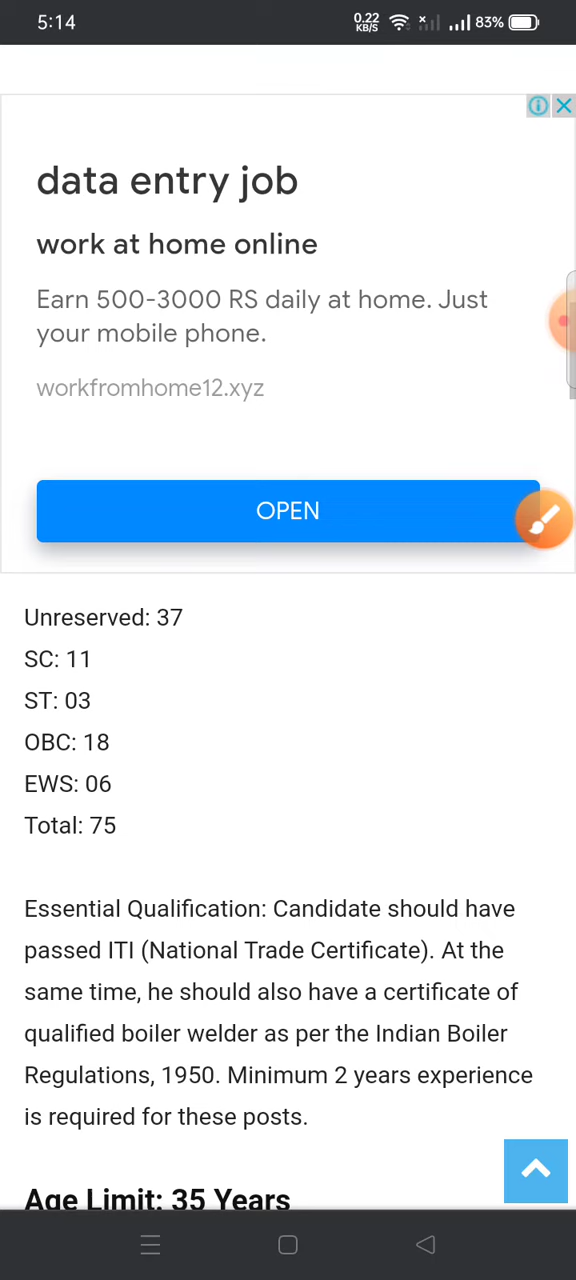 5:14
0.22 KB/S
83%
data entry job
work at home online
Earn 500-3000 RS daily at home. Just
your mobile phone.
workfromhome12.xyz
OPEN
Unreserved: 37
SC: 11
ST: 03
OBC: 18
EWS: 06
Total: 75
Essential Qualification: Candidate should have
passed ITI (National Trade Certificate). At the
same time, he should also have a certificate of
qualified boiler welder as per the Indian Boiler
Regulations, 1950. Minimum 2 years experience
is required for these posts.
Age Limit: 35 Years